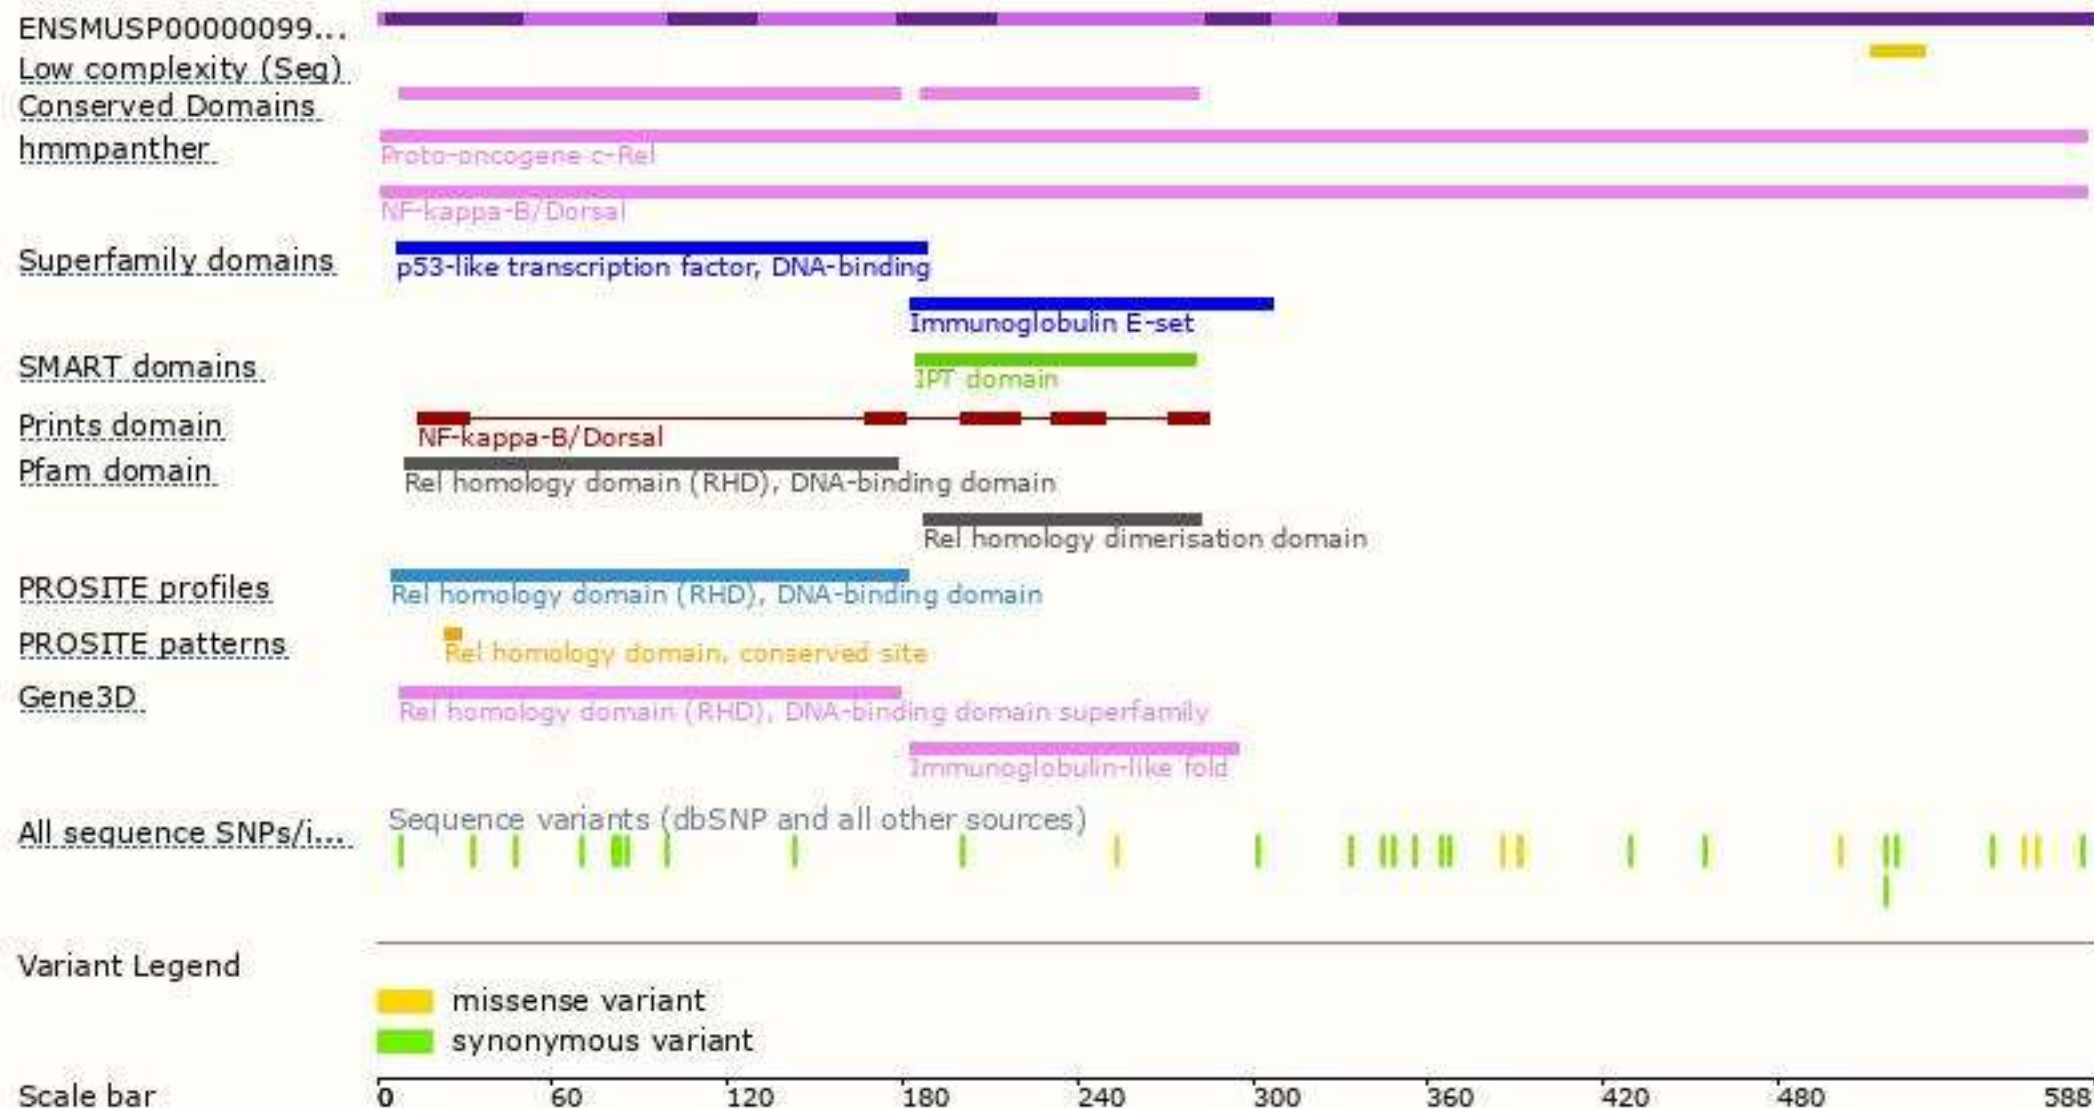 ENSMUSP00000099...
Low complexity (Seg)
Conserved Domains
hmmpanther
Proto-oncogene c-Rel
NF-kappa-B/Dorsal
Superfamily domains
p53-like transcription factor, DNA-binding
Immunoglobulin E-set
SMART domains
IPT domain
Prints domain
NF-kappa-B/Dorsal
Pfam domain
Rel homology domain (RHD), DNA-binding domain
Rel homology dimerisation domain
PROSITE profiles
Rel homology domain (RHD), DNA-binding domain
PROSITE patterns
Rel homology domain, conserved site
Gene3D
Rel homology domain (RHD), DNA-binding domain superfamily
Immunoglobulin-like fold
Sequence variants (dbSNP and all other sources)
All sequence SNPs/i...
Variant Legend
missense variant
synonymous variant
Scale bar 0 60 120 180 240 300 360 420 480 588